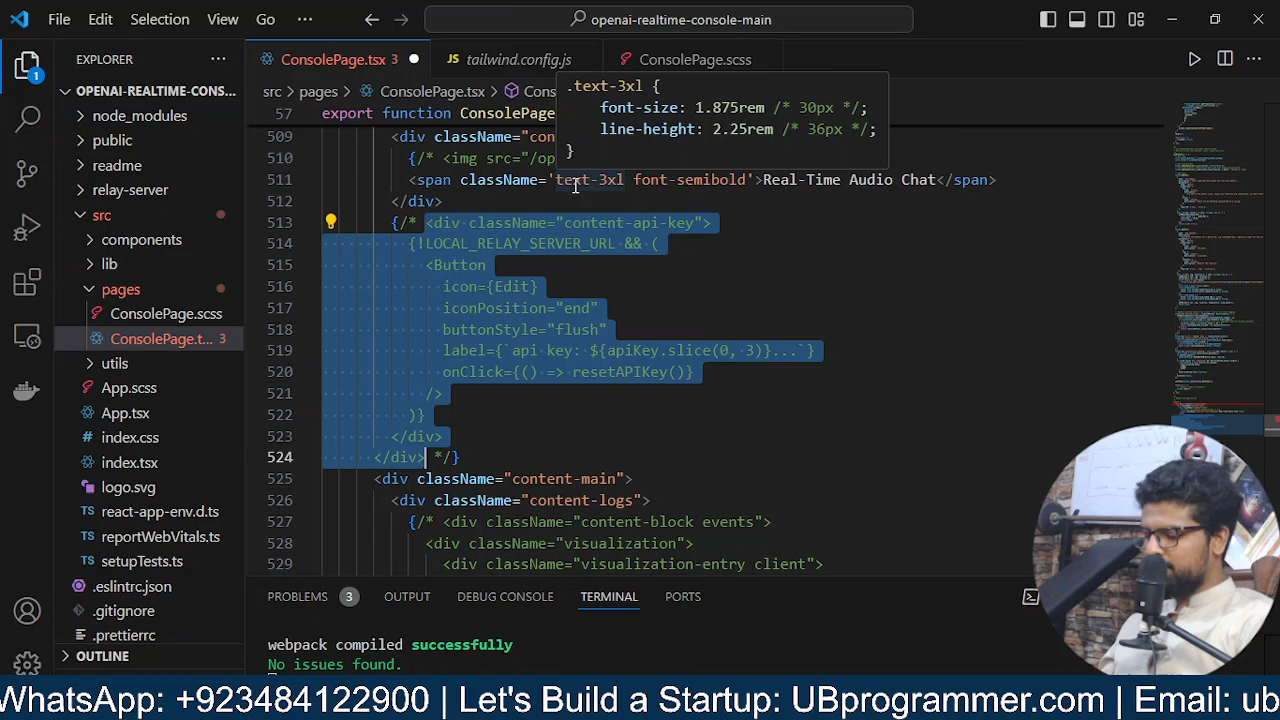 File Edit Selection View Go ··· openai-realtime-console-main
EXPLORER ···
ConsolePage.tsx 3
JS tailwind.config.js
ConsolePage.scss
1
OPENAI-REALTIME-CONS...
src > pages > ConsolePage.tsx > Cons
57 export function ConsolePage
.text-3xl {
font-size: 1.875rem /* 30px */;
line-height: 2.25rem /* 36px */;
}
509 <div className="con
510 {/* <img src="/op
511 <span className='text-3xl font-semibold'>Real-Time Audio Chat</span>
512 </div>
513 {/* <div className="content-api-key">
514 {!LOCAL_RELAY_SERVER_URL && (
515 <Button
516 icon={Edit}
517 iconPosition="end"
518 buttonStyle="flush"
519 label={`api key: ${apiKey.slice(0, 3)}...`}
520 onClick={() => resetAPIKey()}
521 />
522 )}
523 </div>
524 </div> */}
525 <div className="content-main">
526 <div className="content-logs">
527 {/* <div className="content-block events">
528 <div className="visualization">
529 <div className="visualization-entry client">
node_modules
public
readme
relay-server
src
components
lib
pages
ConsolePage.scss
ConsolePage.t... 3
utils
App.scss
App.tsx
index.css
index.tsx
logo.svg
react-app-env.d.ts
reportWebVitals.ts
setupTests.ts
.eslintrc.json
.gitignore
.prettierrc
OUTLINE
PROBLEMS 3 OUTPUT DEBUG CONSOLE TERMINAL PORTS
webpack compiled successfully
No issues found.
WhatsApp: +923484122900 | Let's Build a Startup: UBprogrammer.com | Email: ub